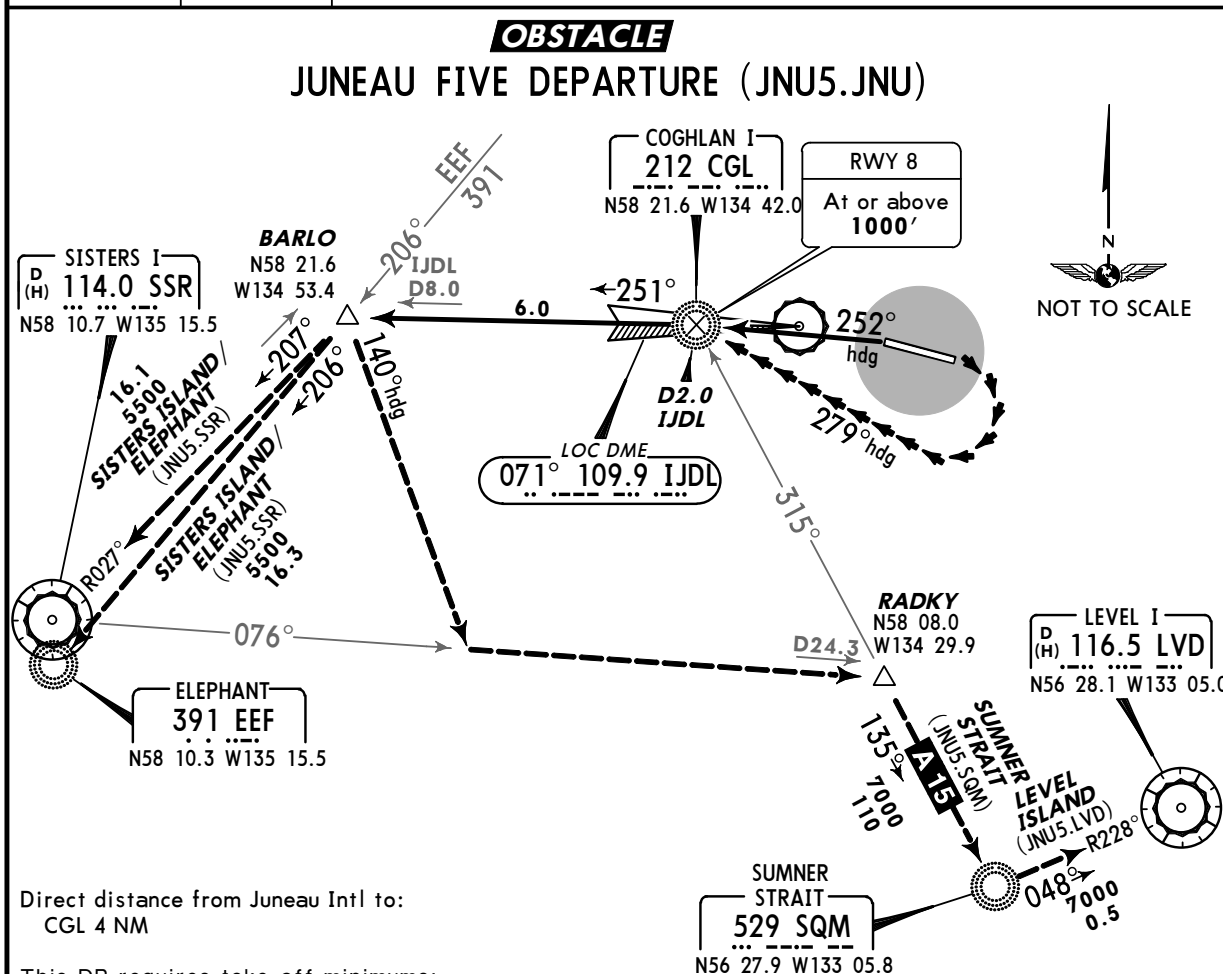 OBSTACLE
JUNEAU FIVE DEPARTURE (JNU5.JNU)
COGHLAN I
212 CGL
N58 21.6 W134 42.0
RWY 8
At or above
1000'
N
NOT TO SCALE
EEF
391
206°
BARLO
N58 21.6
W134 53.4
IJDL
D8.0
SISTERS I
D
(H) 114.0 SSR
N58 10.7 W135 15.5
251°
6.0
252°
hdg
D2.0
IJDL
279°hdg
LOC DME
071° 109.9 IJDL
140°hdg
207°
206°
16.1
5500
SISTERS ISLAND/
ELEPHANT
(JNU5.SSR)
SISTERS ISLAND/
ELEPHANT
(JNU5.SSR)
5500
16.3
R027°
315°
076°
D24.3
RADKY
N58 08.0
W134 29.9
LEVEL I
D
(H) 116.5 LVD
N56 28.1 W133 05.0
ELEPHANT
391 EEF
N58 10.3 W135 15.5
135°
7000
110
A 15
SUMNER
STRAIT
(JNU5.SQM)
LEVEL
ISLAND
(JNU5.LVD)
R228°
048°
7000
0.5
SUMNER
STRAIT
529 SQM
N56 27.9 W133 05.8
Direct distance from Juneau Intl to:
CGL 4 NM